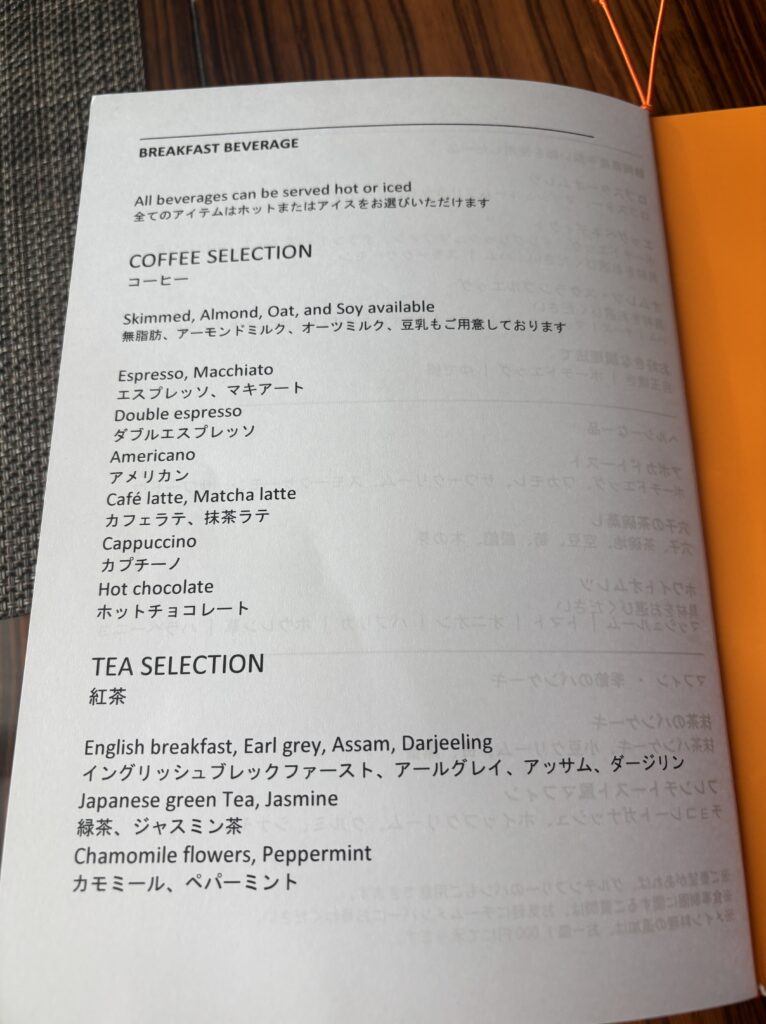 BREAKFAST BEVERAGE
All beverages can be served hot or iced
全てのアイテムはホットまたはアイスをお選びいただけます
COFFEE SELECTION
コーヒー
Skimmed, Almond, Oat, and Soy available
無脂肪、アーモンドミルク、オーツミルク、豆乳もご用意しております
Espresso, Macchiato
エスプレッソ、マキアート
Double espresso
ダブルエスプレッソ
Americano
アメリカン
Café latte, Matcha latte
カフェラテ、抹茶ラテ
Cappuccino
カプチーノ
Hot chocolate
ホットチョコレート
TEA SELECTION
紅茶
English breakfast, Earl grey, Assam, Darjeeling
イングリッシュブレックファースト、アールグレイ、アッサム、ダージリン
Japanese green Tea, Jasmine
緑茶、ジャスミン茶
Chamomile flowers, Peppermint
カモミール、ペパーミント